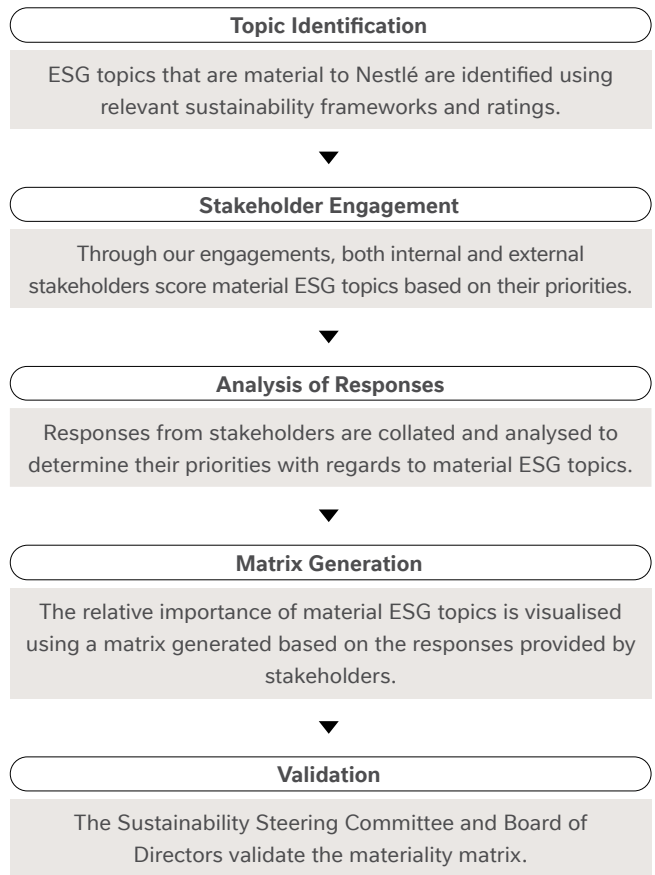 Topic Identification
ESG topics that are material to Nestlé are identified using
relevant sustainability frameworks and ratings.
Stakeholder Engagement
Through our engagements, both internal and external
stakeholders score material ESG topics based on their priorities.
Analysis of Responses
Responses from stakeholders are collated and analysed to
determine their priorities with regards to material ESG topics.
Matrix Generation
The relative importance of material ESG topics is visualised
using a matrix generated based on the responses provided by
stakeholders.
Validation
The Sustainability Steering Committee and Board of
Directors validate the materiality matrix.